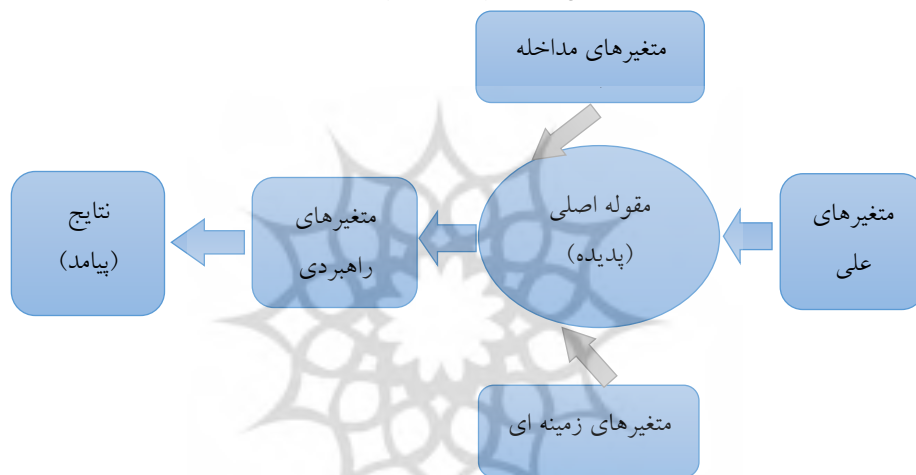 متغیرهای مداخله
متغیرهای
علی
مقوله اصلی
(پدیده)
متغیرهای
راهبردی
نتایج
(پیامد)
متغیرهای زمینه ای